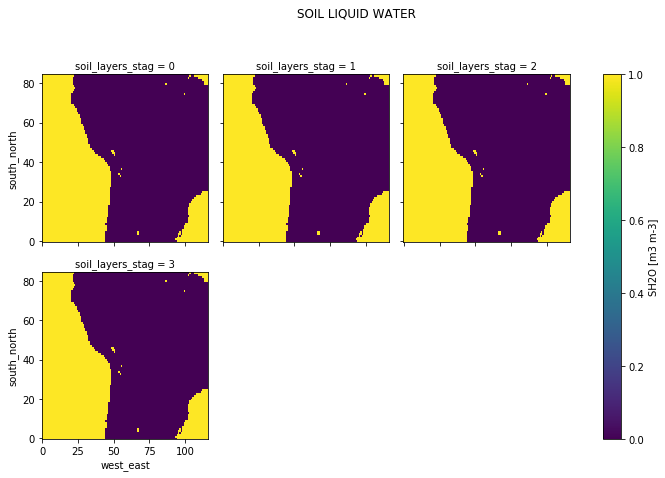 SOIL LIQUID WATER
soil_layers_stag = 0
soil_layers_stag = 1
soil_layers_stag = 2
80
60
40
20
0
south_north
soil_layers_stag = 3
80
60
40
20
0
south_north
0 25 50 75 100
west_east
1.0
0.8
0.6
0.4
0.2
0.0
SH2O [m3 m-3]